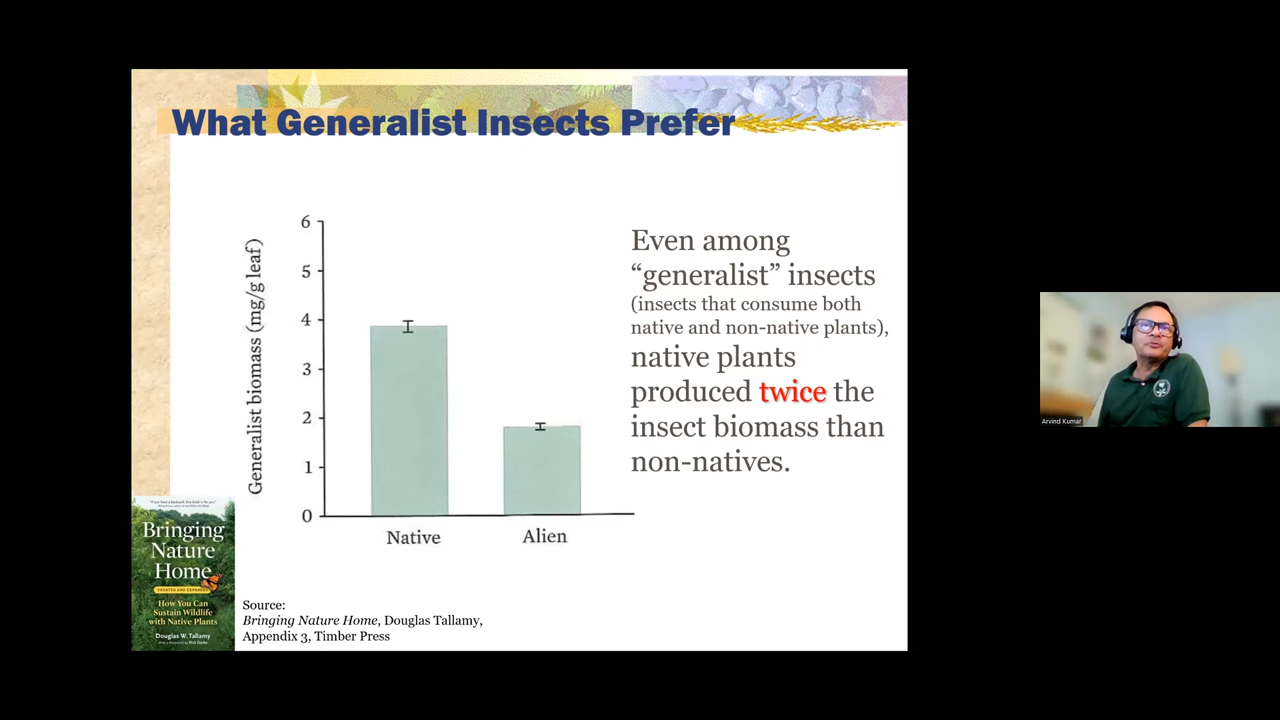 What Generalist Insects Prefer
Generalist biomass (mg/g leaf)
6
5
4
3
2
1
0
Native
Alien
Even among
“generalist” insects
(insects that consume both
native and non-native plants),
native plants
produced twice the
insect biomass than
non-natives.
Bringing
Nature
Home
UPDATED AND EXPANDED
How You Can
Sustain Wildlife
with Native Plants
Douglas W. Tallamy
Source:
Bringing Nature Home, Douglas Tallamy,
Appendix 3, Timber Press
Arvind Kumar